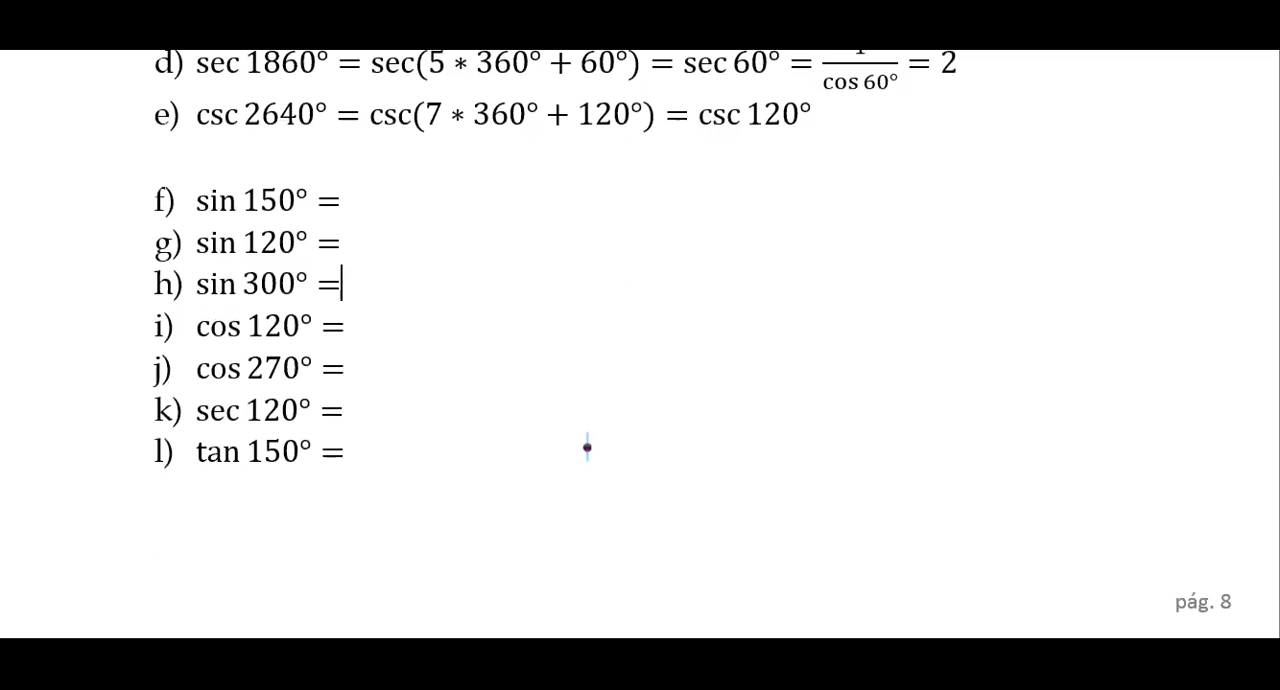 d) sec 1860° = sec(5 * 360° + 60°) = sec 60° = 1/cos 60° = 2
e) csc 2640° = csc(7 * 360° + 120°) = csc 120°
f) sin 150° =
g) sin 120° =
h) sin 300° =
i) cos 120° =
j) cos 270° =
k) sec 120° =
l) tan 150° =
pág. 8